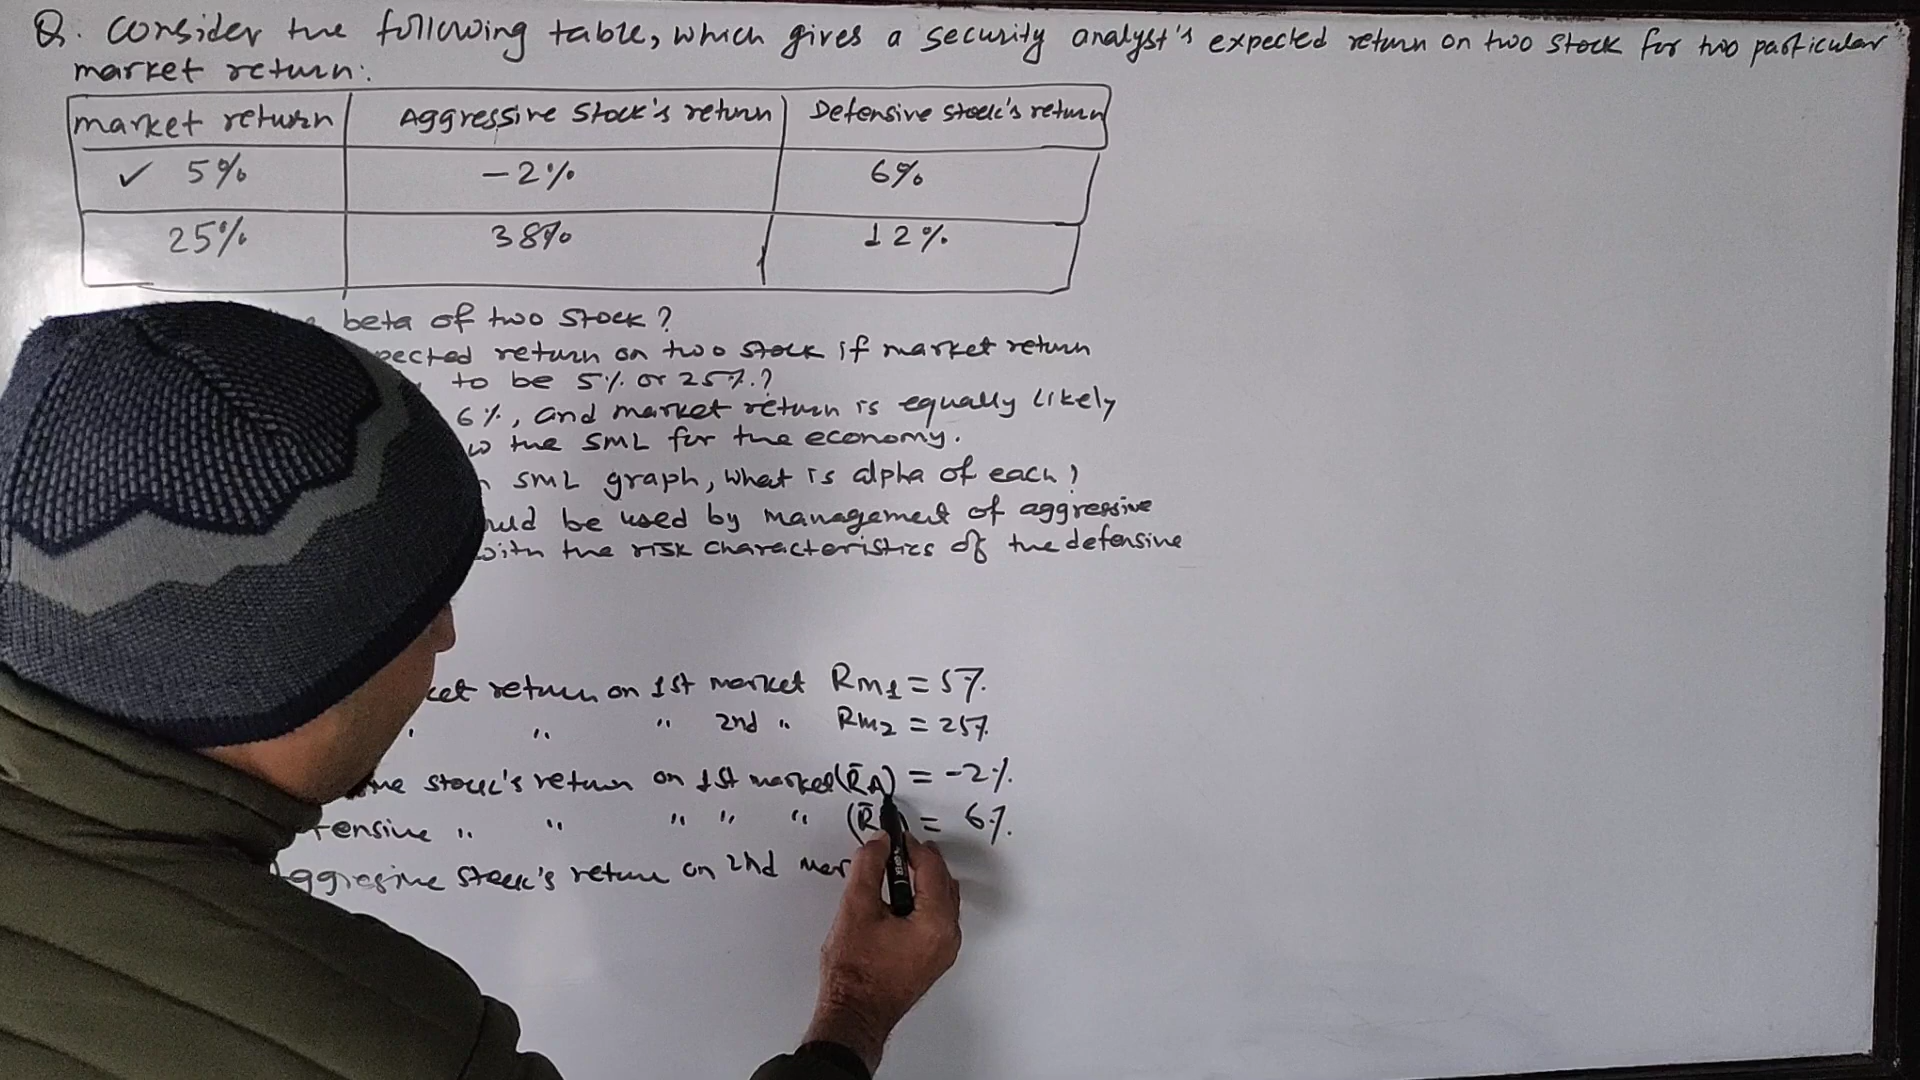 Q. Consider the following table, which gives a security analyst's expected return on two stock for two particular
market return:
market return Aggressive Stock's return Defensive stock's return
✓ 5% -2% 6%
25% 38% 12%
beta of two stock?
pected return on two stock if market return
to be 5% or 25%?
6%, and market return is equally likely
the SML for the economy.
SML graph, what is alpha of each?
uld be used by management of aggressive
with the risk characteristics of the defensive
ket return on 1st market Rm1 = 5%
" " " 2nd " Rm2 = 25%
stock's return on 1st market (R̄A) = -2%.
fensive " " " " " (R̄ ) = 6%.
Aggresive stock's return on 2nd mar